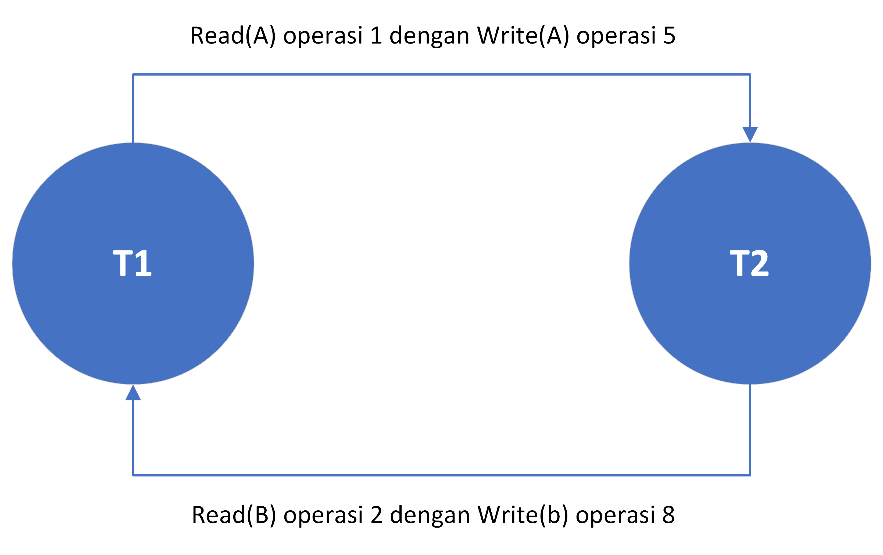 Read(A) operasi 1 dengan Write(A) operasi 5
T1
T2
Read(B) operasi 2 dengan Write(b) operasi 8